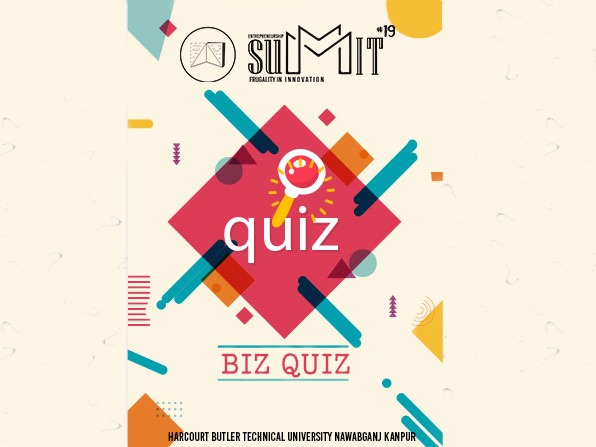 #19
ENTREPRENEURSHIP
SUMMIT
FRUGALITY IN INNOVATION
quiz
BIZ QUIZ
HARCOURT BUTLER TECHNICAL UNIVERSITY NAWABGANJ KANPUR